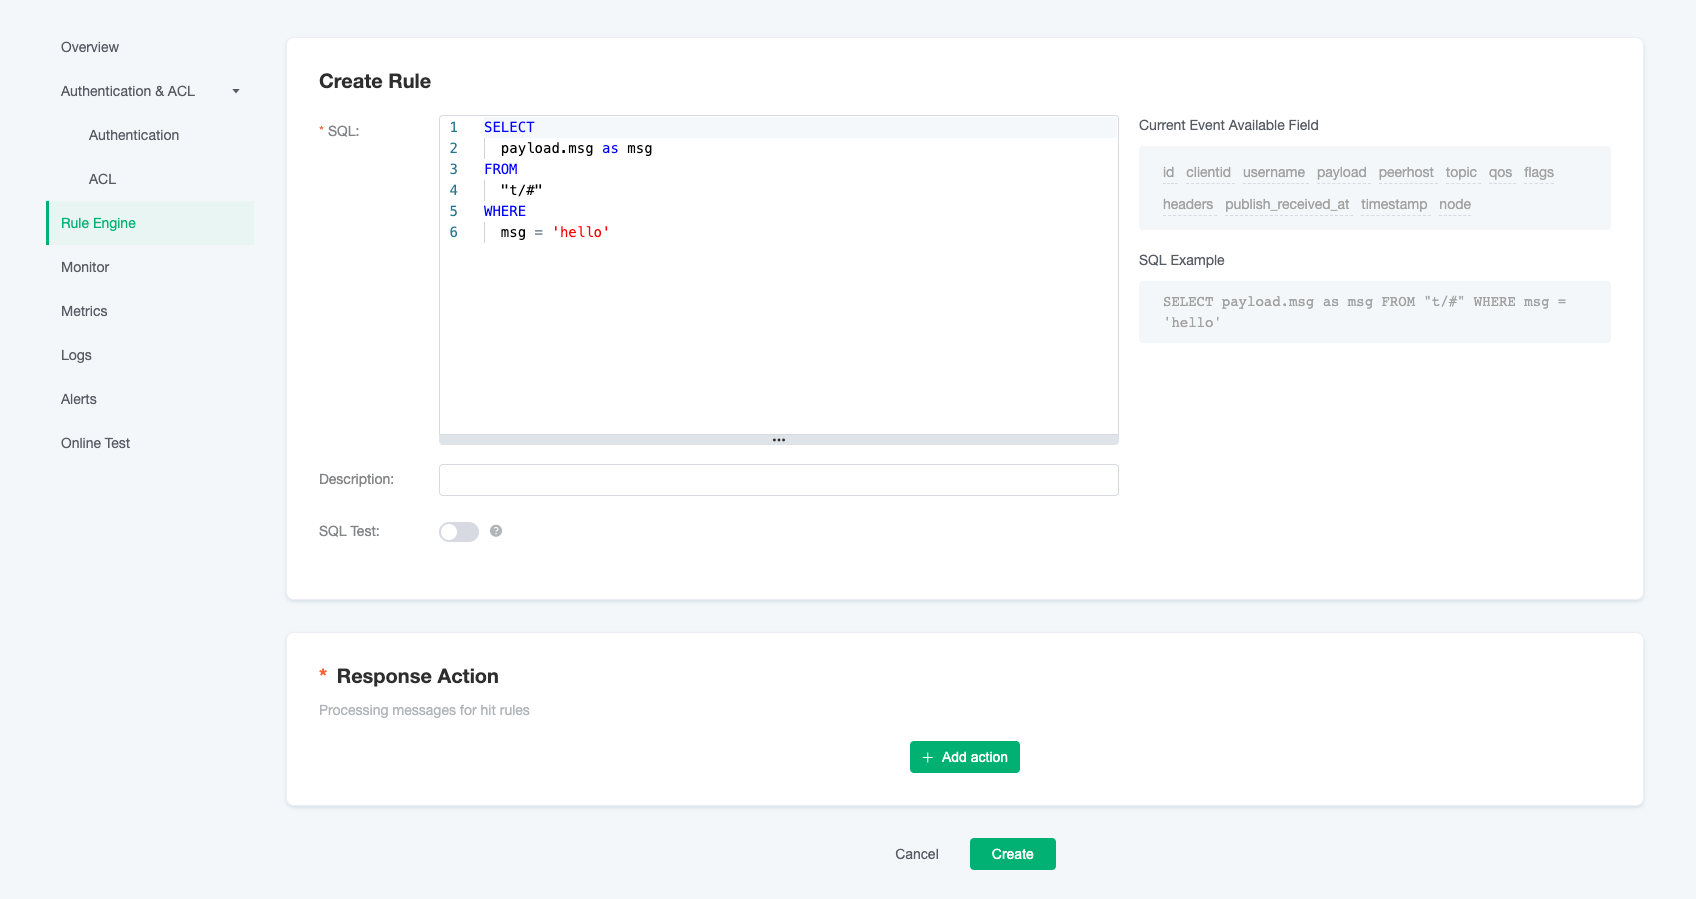 Overview
Authentication & ACL
Authentication
ACL
Rule Engine
Monitor
Metrics
Logs
Alerts
Online Test
Create Rule
* SQL:
1 SELECT
2 payload.msg as msg
3 FROM
4 "t/#"
5 WHERE
6 msg = 'hello'
Description:
SQL Test:
?
Current Event Available Field
id clientid username payload peerhost topic qos flags
headers publish_received_at timestamp node
SQL Example
SELECT payload.msg as msg FROM "t/#" WHERE msg =
'hello'
* Response Action
Processing messages for hit rules
+ Add action
Cancel
Create